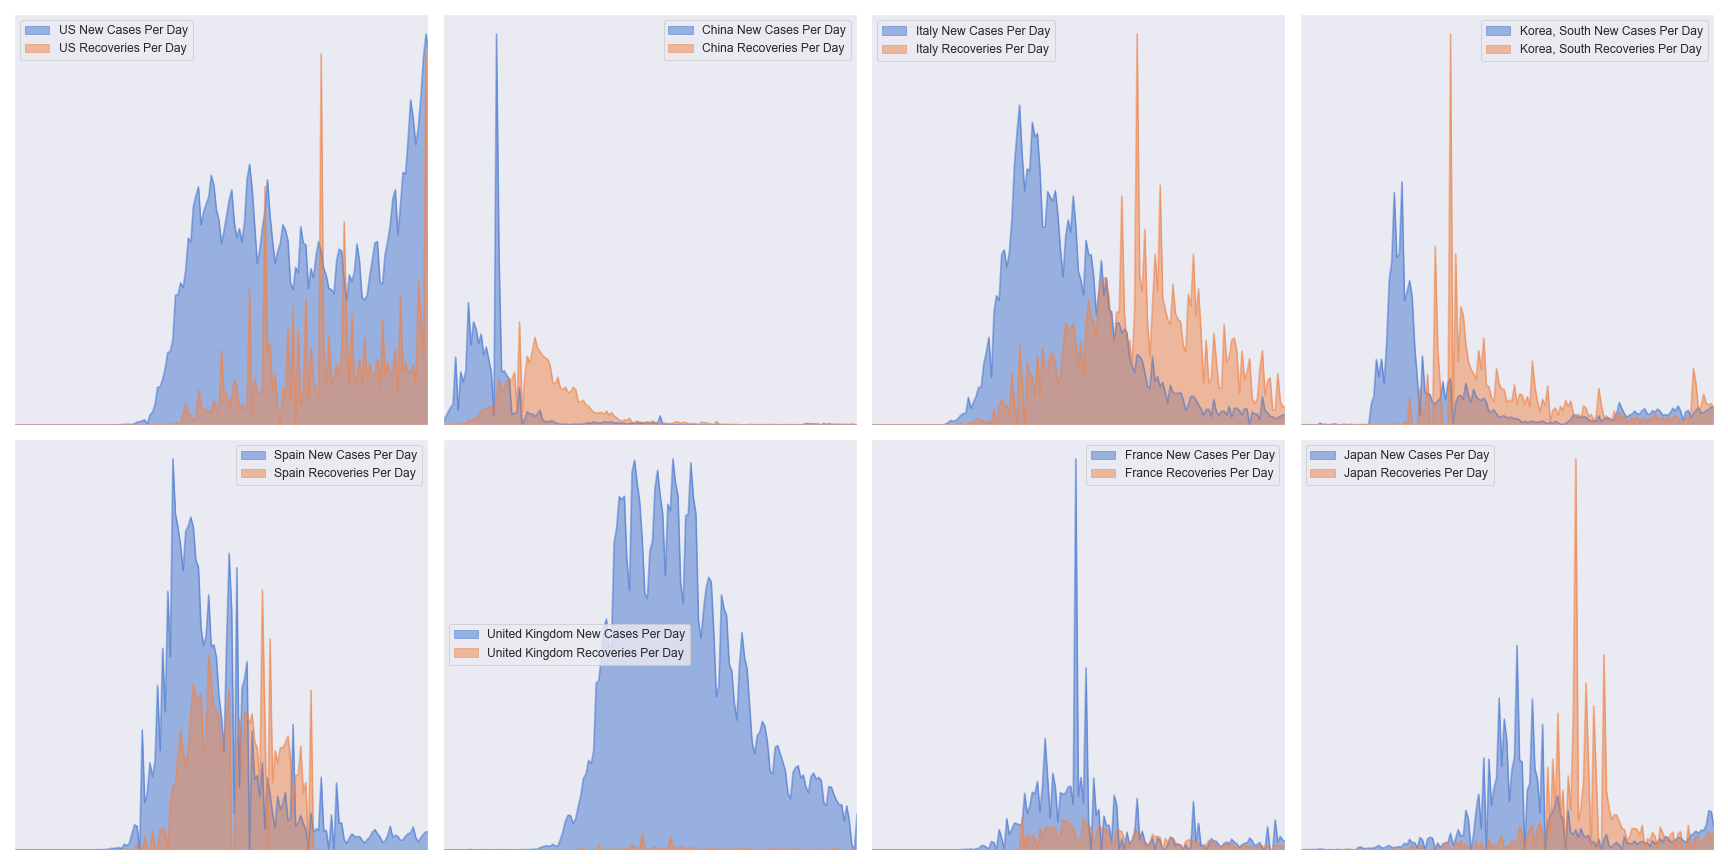 US New Cases Per Day
US Recoveries Per Day
China New Cases Per Day
China Recoveries Per Day
Italy New Cases Per Day
Italy Recoveries Per Day
Korea, South New Cases Per Day
Korea, South Recoveries Per Day
Spain New Cases Per Day
Spain Recoveries Per Day
United Kingdom New Cases Per Day
United Kingdom Recoveries Per Day
France New Cases Per Day
France Recoveries Per Day
Japan New Cases Per Day
Japan Recoveries Per Day